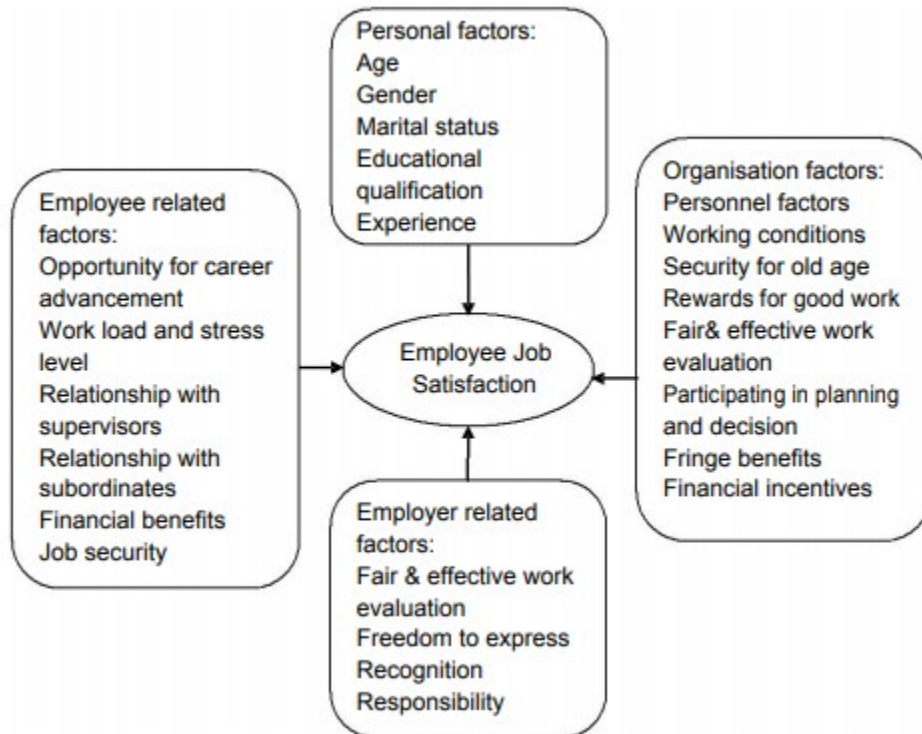 Personal factors:
Age
Gender
Marital status
Educational
qualification
Experience
Employee related
factors:
Opportunity for career
advancement
Work load and stress
level
Relationship with
supervisors
Relationship with
subordinates
Financial benefits
Job security
Employee Job
Satisfaction
Organisation factors:
Personnel factors
Working conditions
Security for old age
Rewards for good work
Fair& effective work
evaluation
Participating in planning
and decision
Fringe benefits
Financial incentives
Employer related
factors:
Fair & effective work
evaluation
Freedom to express
Recognition
Responsibility